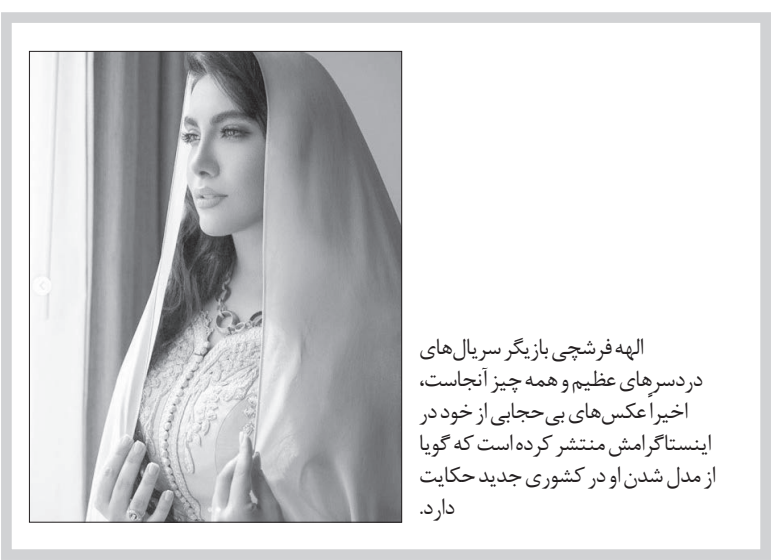 الهه فرشچی بازیگر سریال‌های
دردسرهای عظیم و همه چیز آنجاست،
اخیراً عکس‌های بی‌حجابی از خود در
اینستاگرامش منتشر کرده است که گویا
از مدل شدن او در کشوری جدید حکایت
دارد.